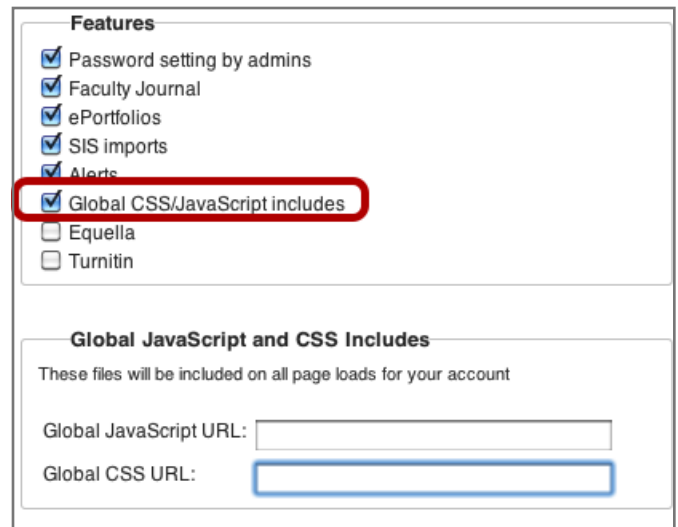 Features
Password setting by admins
Faculty Journal
ePortfolios
SIS imports
Alerts
Global CSS/JavaScript includes
Equella
Turnitin
Global JavaScript and CSS Includes
These files will be included on all page loads for your account
Global JavaScript URL:
Global CSS URL: